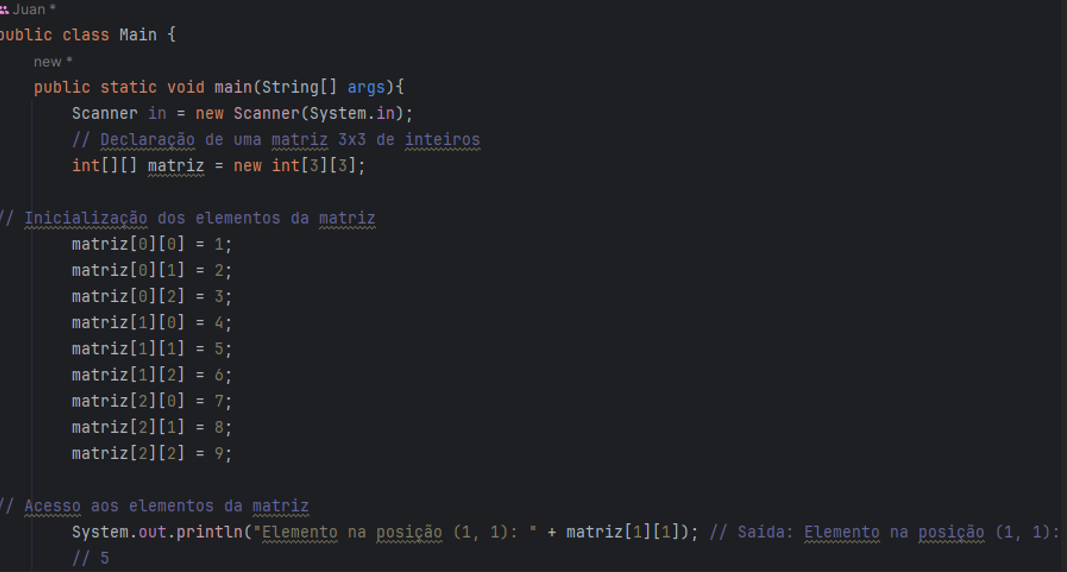 Juan *
public class Main {
new *
public static void main(String[] args){
Scanner in = new Scanner(System.in);
// Declaração de uma matriz 3x3 de inteiros
int[][] matriz = new int[3][3];
// Inicialização dos elementos da matriz
matriz[0][0] = 1;
matriz[0][1] = 2;
matriz[0][2] = 3;
matriz[1][0] = 4;
matriz[1][1] = 5;
matriz[1][2] = 6;
matriz[2][0] = 7;
matriz[2][1] = 8;
matriz[2][2] = 9;
// Acesso aos elementos da matriz
System.out.println("Elemento na posição (1, 1): " + matriz[1][1]); // Saída: Elemento na posição (1, 1):
// 5